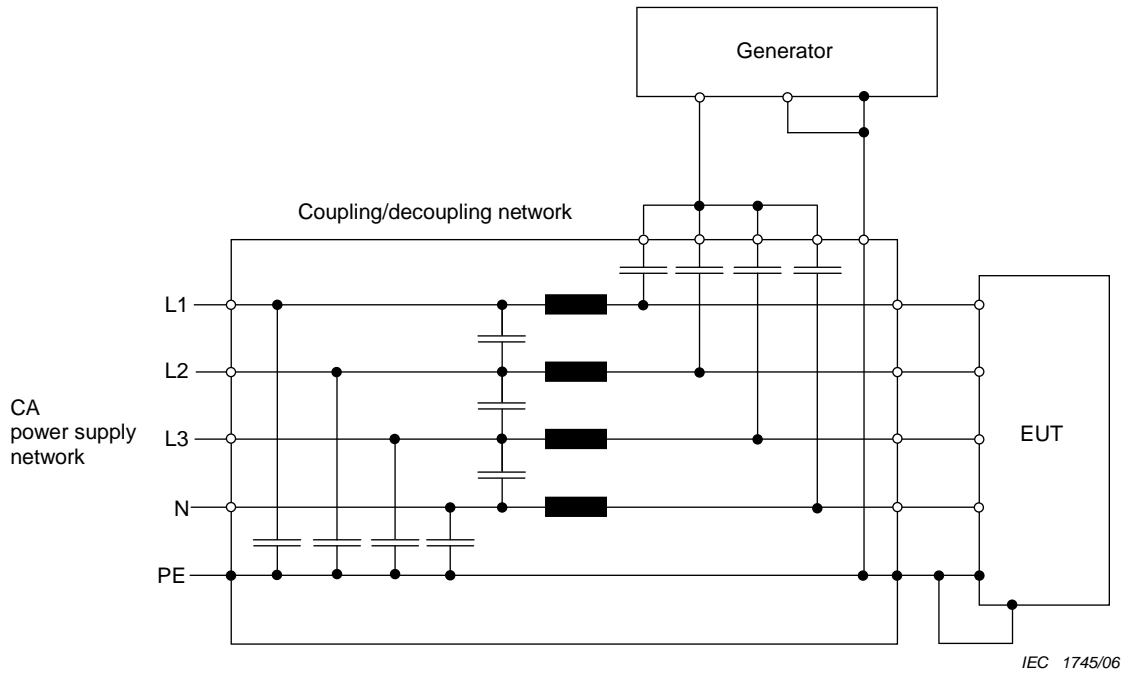 Generator
Coupling/decoupling network
L1
L2
CA
power supply
network
L3
EUT
N
PE
IEC 1745/06